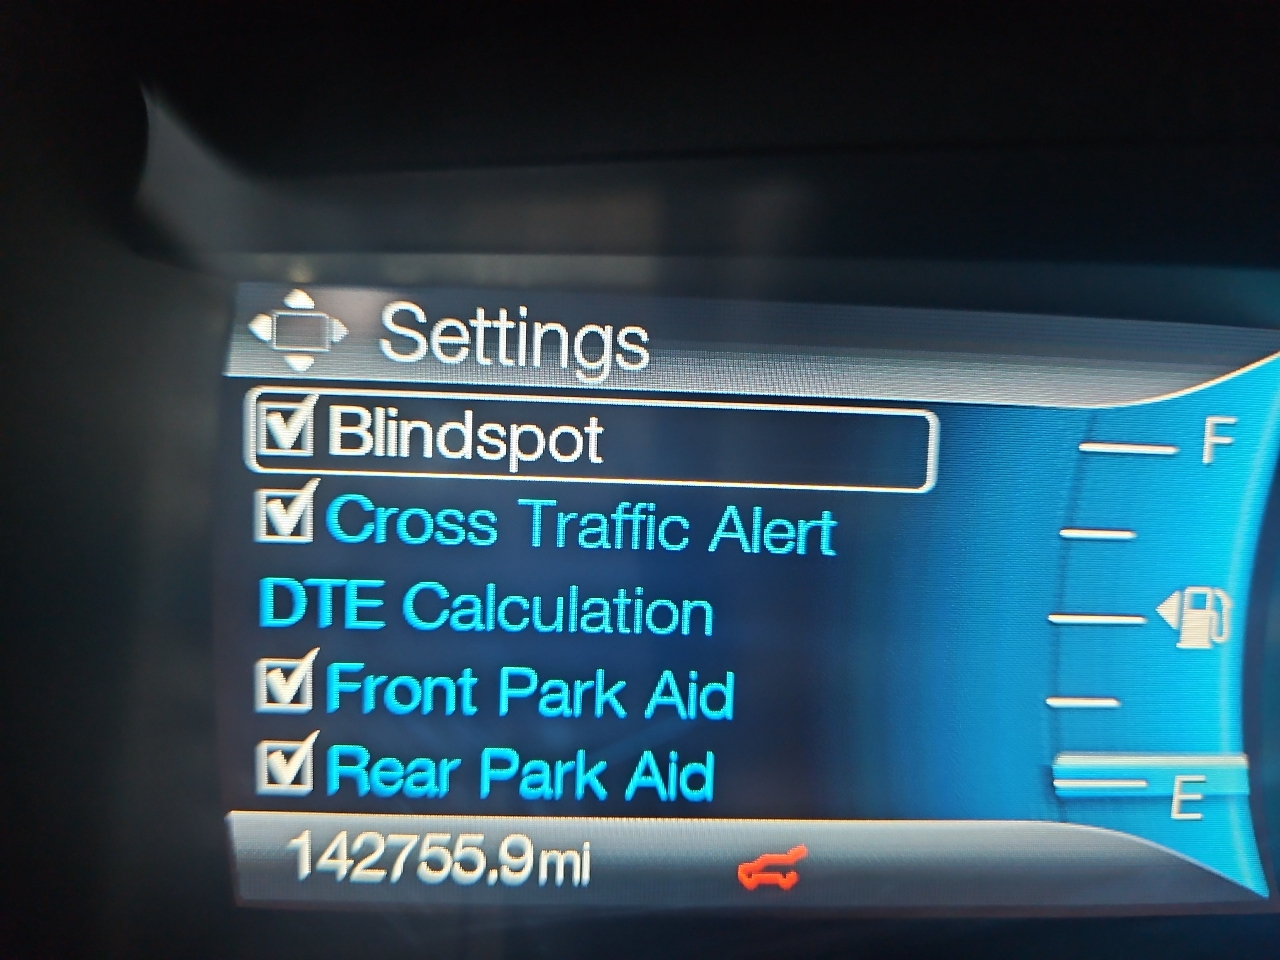 Settings
Blindspot
F
Cross Traffic Alert
DTE Calculation
Front Park Aid
Rear Park Aid
E
142755.9mi